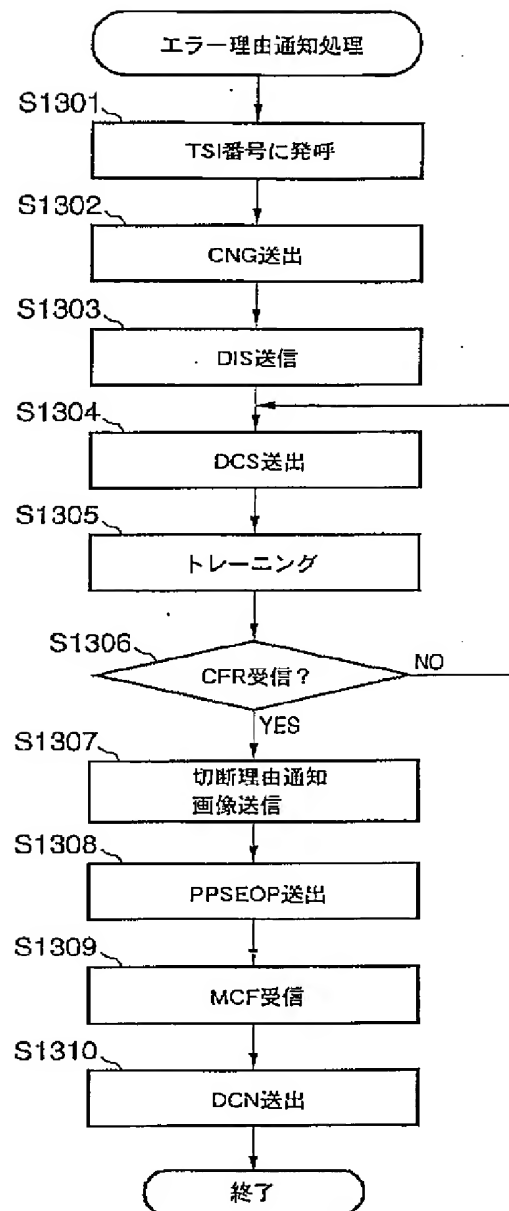 エラー理由通知処理
S1301
TSI番号に発呼
S1302
CNG送出
S1303
DIS送信
S1304
DCS送出
S1305
トレーニング
S1306
CFR受信?
NO
YES
S1307
切断理由通知
画像送信
S1308
PPSEOP送出
S1309
MCF受信
S1310
DCN送出
終了